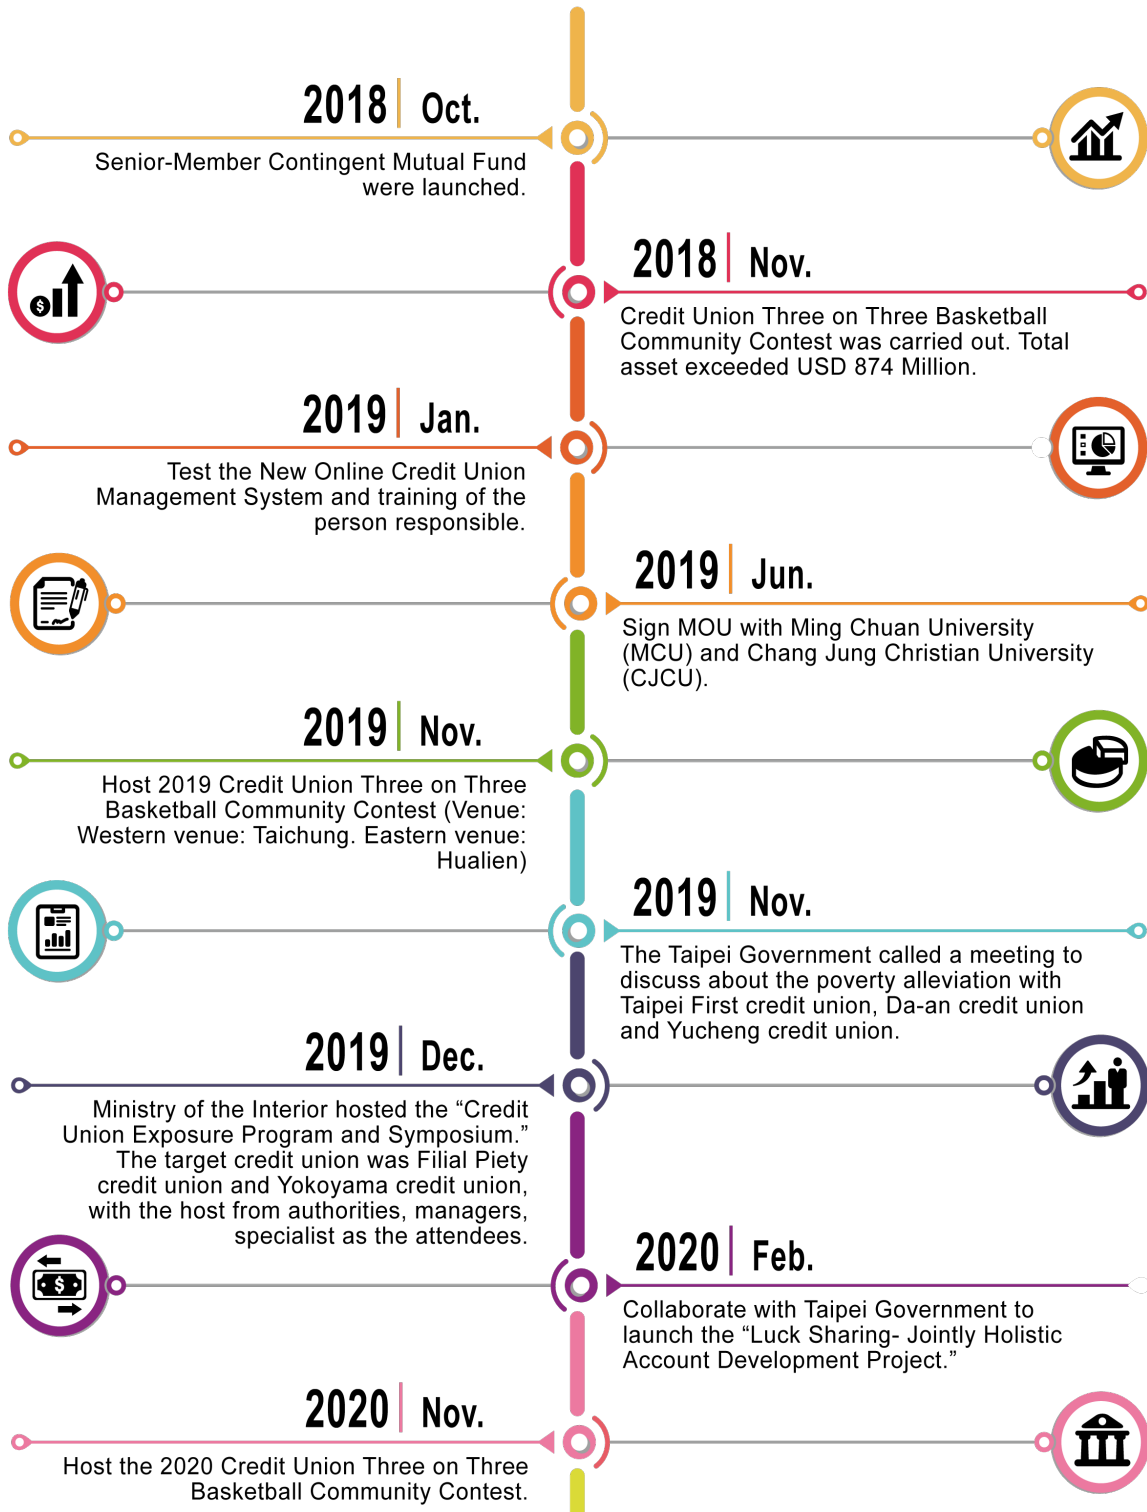 2018 Oct.
Senior-Member Contingent Mutual Fund
were launched.
2018 Nov.
Credit Union Three on Three Basketball
Community Contest was carried out. Total
asset exceeded USD 874 Million.
2019 Jan.
Test the New Online Credit Union
Management System and training of the
person responsible.
2019 Jun.
Sign MOU with Ming Chuan University
(MCU) and Chang Jung Christian University
(CJCU).
2019 Nov.
Host 2019 Credit Union Three on Three
Basketball Community Contest (Venue:
Western venue: Taichung. Eastern venue:
Hualien)
2019 Nov.
The Taipei Government called a meeting to
discuss about the poverty alleviation with
Taipei First credit union, Da-an credit union
and Yucheng credit union.
2019 Dec.
Ministry of the Interior hosted the “Credit
Union Exposure Program and Symposium.”
The target credit union was Filial Piety
credit union and Yokoyama credit union,
with the host from authorities, managers,
specialist as the attendees.
2020 Feb.
Collaborate with Taipei Government to
launch the “Luck Sharing- Jointly Holistic
Account Development Project.”
2020 Nov.
Host the 2020 Credit Union Three on Three
Basketball Community Contest.